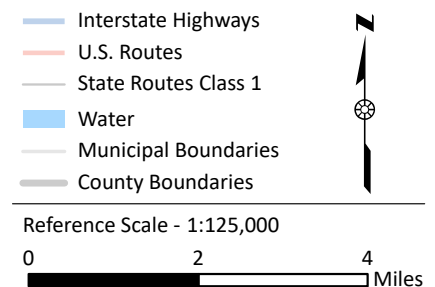 Interstate Highways
U.S. Routes
State Routes Class 1
Water
Municipal Boundaries
County Boundaries
N
Reference Scale - 1:125,000
0 2 4
Miles